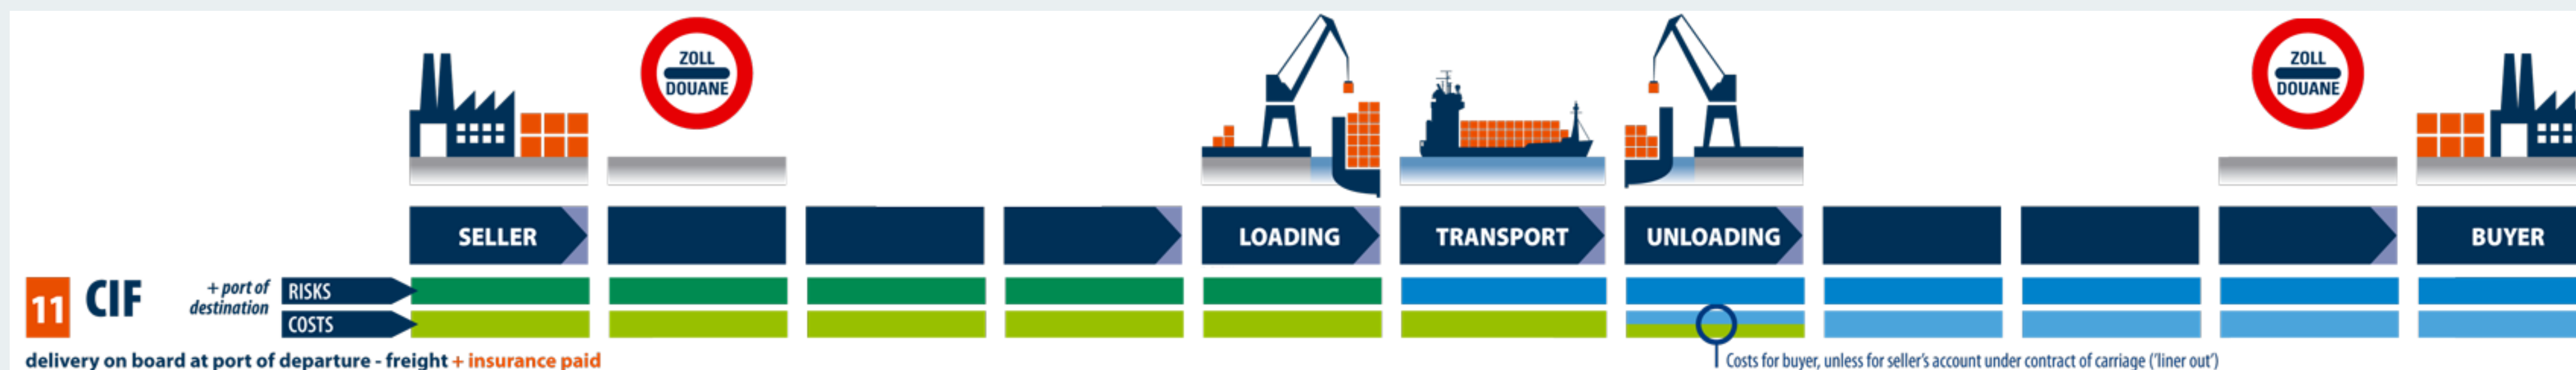 ZOLL
DOUANE
ZOLL
DOUANE
SELLER
LOADING
TRANSPORT
UNLOADING
BUYER
11 CIF
+ port of
destination
RISKS
COSTS
delivery on board at port of departure - freight + insurance paid
Costs for buyer, unless for seller's account under contract of carriage ('liner out')